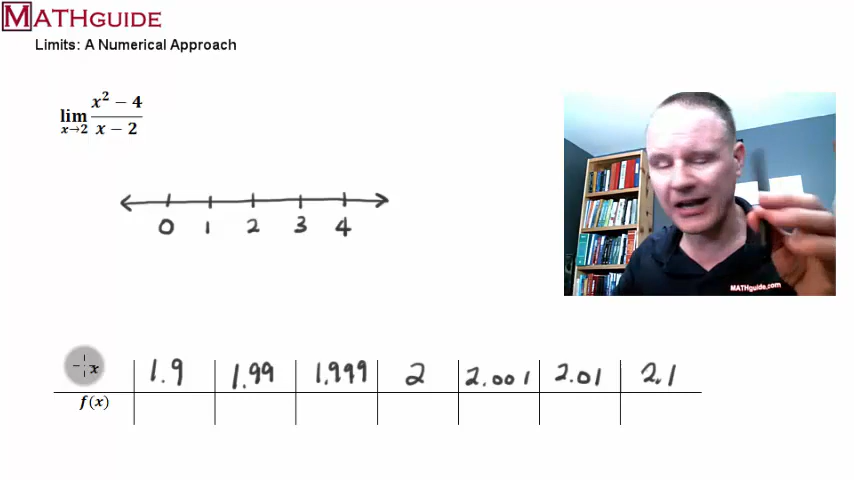 MATHGUIDE
Limits: A Numerical Approach
lim x→2 (x² − 4)/(x − 2)
0 1 2 3 4
MATHguide.com
x 1.9 1.99 1.999 2 2.001 2.01 2.1
f(x)